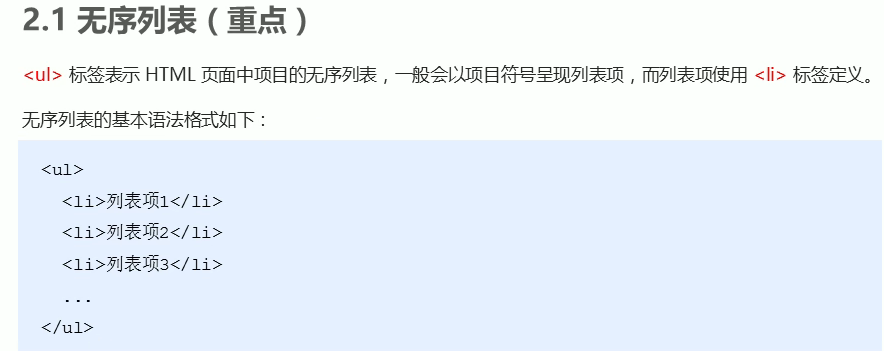 2.1 无序列表（重点）
<ul> 标签表示 HTML 页面中项目的无序列表，一般会以项目符号呈现列表项，而列表项使用 <li> 标签定义。
无序列表的基本语法格式如下：
<ul>
  <li>列表项1</li>
  <li>列表项2</li>
  <li>列表项3</li>
  ...
</ul>